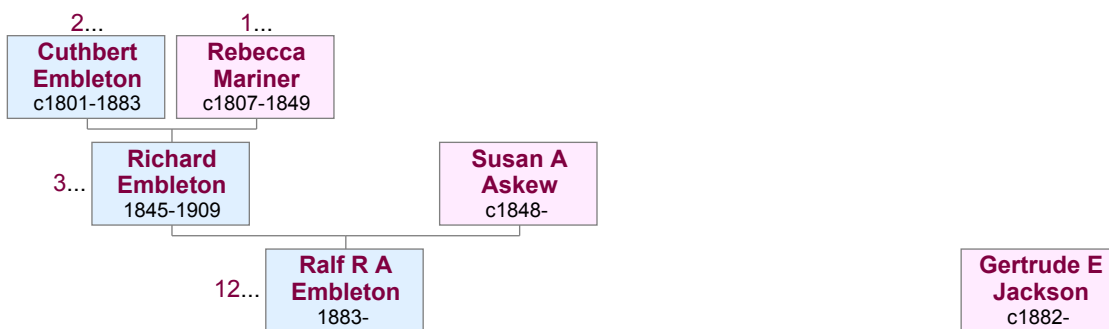 2...
1...
Cuthbert
Embleton
c1801-1883
Rebecca
Mariner
c1807-1849
3...
Richard
Embleton
1845-1909
Susan A
Askew
c1848-
12...
Ralf R A
Embleton
1883-
Gertrude E
Jackson
c1882-